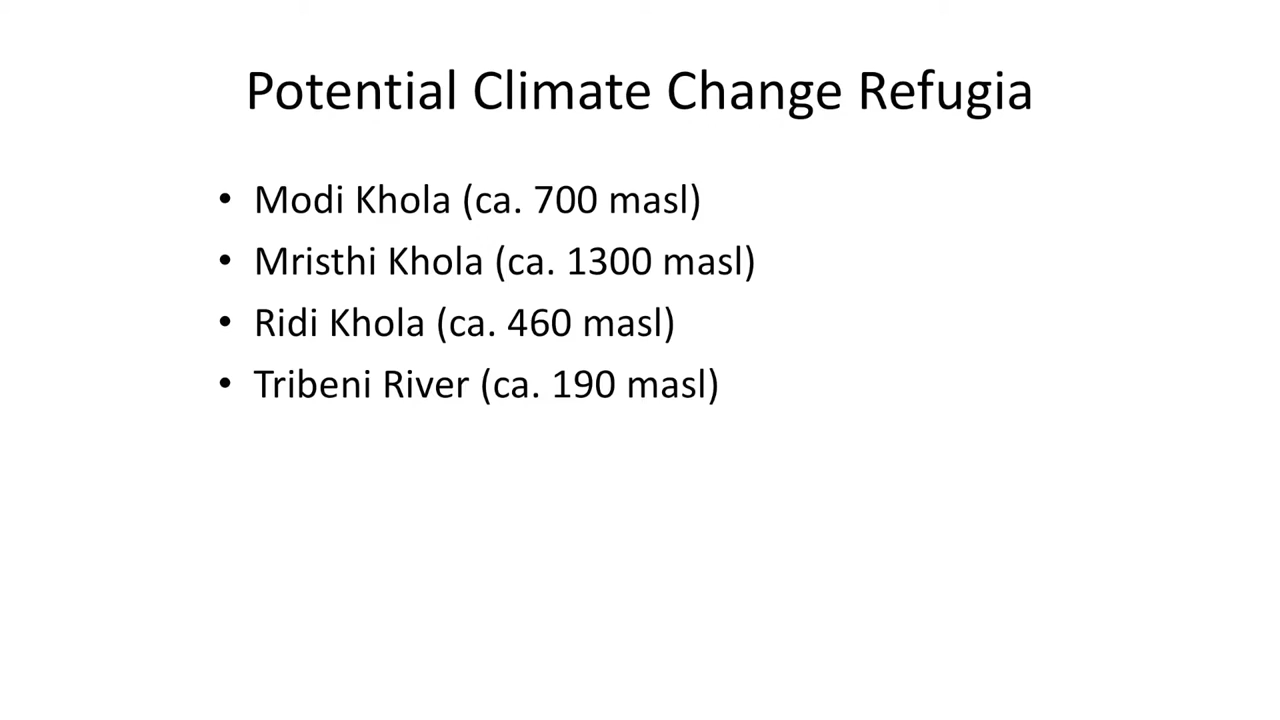 Potential Climate Change Refugia
• Modi Khola (ca. 700 masl)
• Mristhi Khola (ca. 1300 masl)
• Ridi Khola (ca. 460 masl)
• Tribeni River (ca. 190 masl)